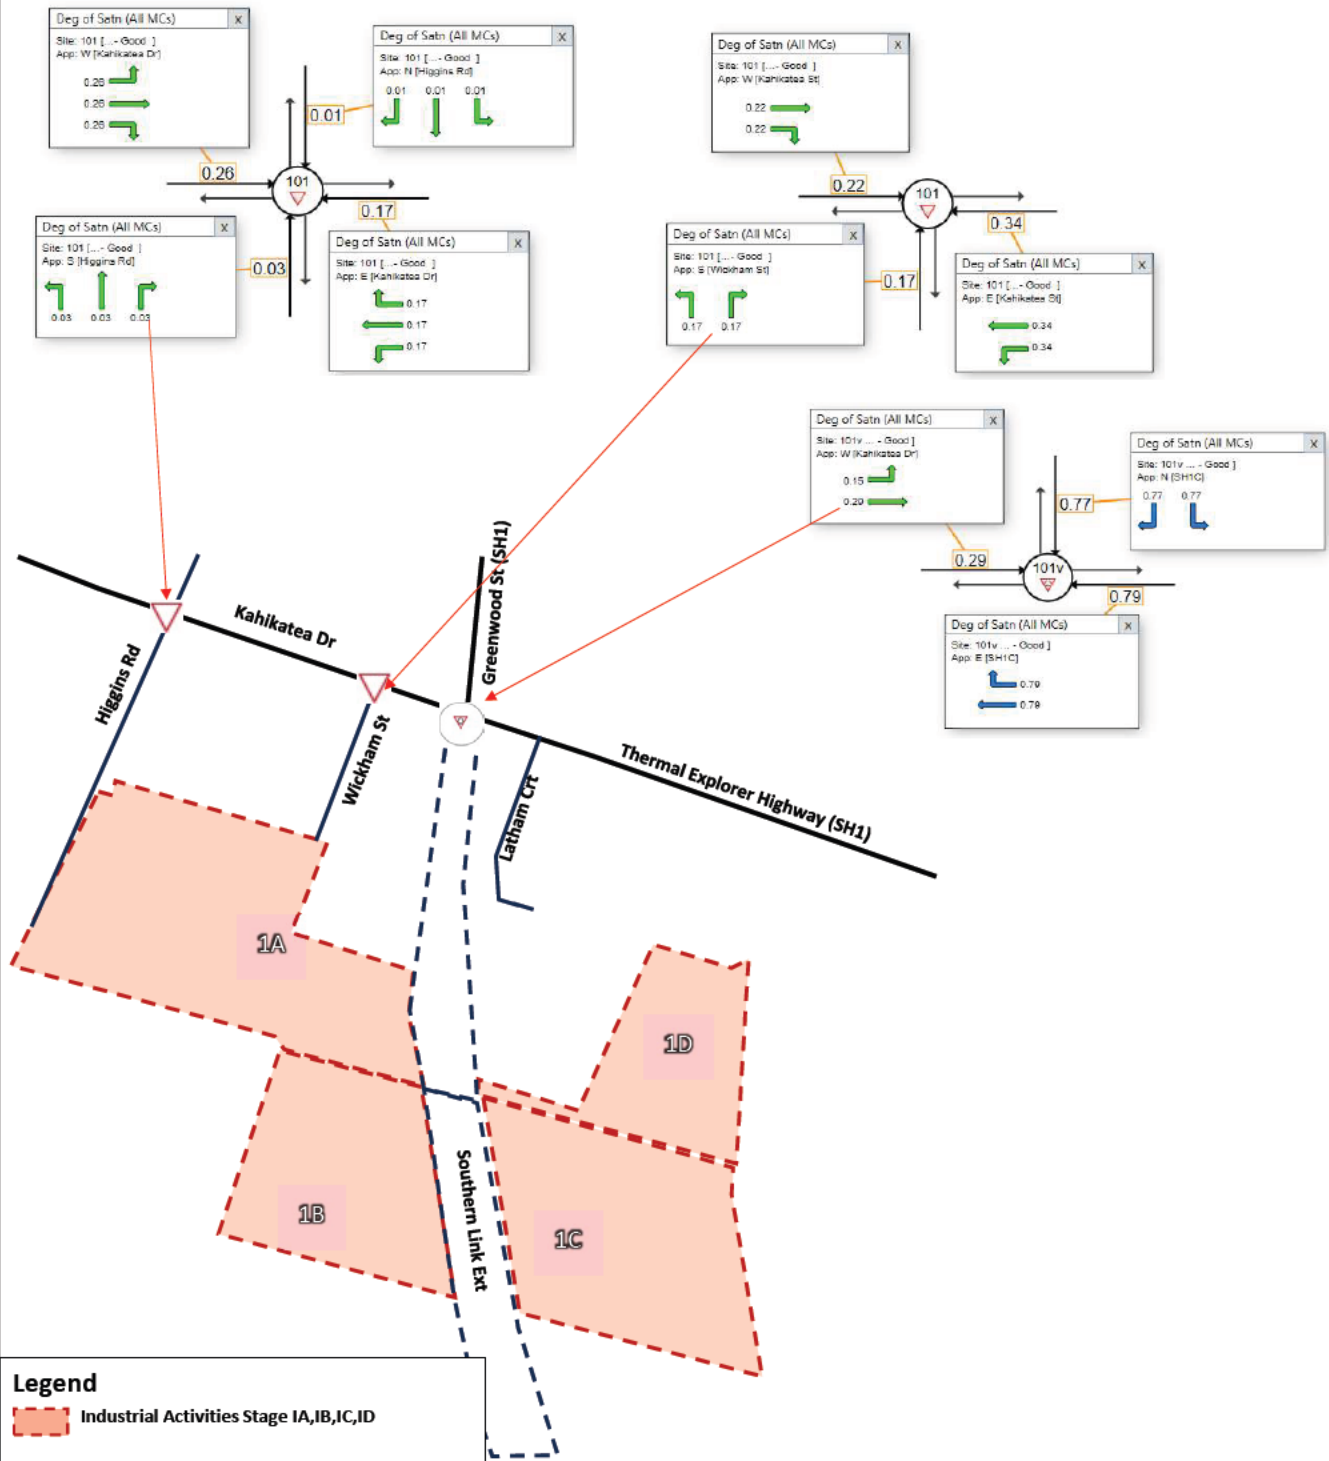 Deg of Satn (All MCs) x
Site: 101 [...- Good ]
App: W [Kahikatea Dr]
0.26
0.26
0.26
Deg of Satn (All MCs) x
Site: 101 [...- Good ]
App: N [Higgins Rd]
0.01 0.01 0.01
0.01
0.26
101
0.17
0.03
Deg of Satn (All MCs) x
Site: 101 [...- Good ]
App: S [Higgins Rd]
0.03 0.03 0.03
Deg of Satn (All MCs) x
Site: 101 [...- Good ]
App: E [Kahikatea Dr]
0.17
0.17
0.17
Deg of Satn (All MCs) x
Site: 101 [...- Good ]
App: W [Kahikatea St]
0.22
0.22
0.22
101
0.34
0.17
Deg of Satn (All MCs) x
Site: 101 [...- Good ]
App: S [Wickham St]
0.17 0.17
Deg of Satn (All MCs) x
Site: 101 [...- Good ]
App: E [Kahikatea St]
0.34
0.34
Deg of Satn (All MCs) x
Site: 101v ... - Good ]
App: W [Kahikatea Dr]
0.15
0.29
Deg of Satn (All MCs) x
Site: 101v ... - Good ]
App: N [SH1C]
0.77 0.77
0.77
0.29
101v
0.79
Deg of Satn (All MCs) x
Site: 101v ... - Good ]
App: E [SH1C]
0.79
0.79
Kahikatea Dr
Greenwood St (SH1)
Higgins Rd
Wickham St
Latham Crt
Thermal Explorer Highway (SH1)
1A
1D
1B
1C
Southern Link Ext
Legend
Industrial Activities Stage IA,IB,IC,ID